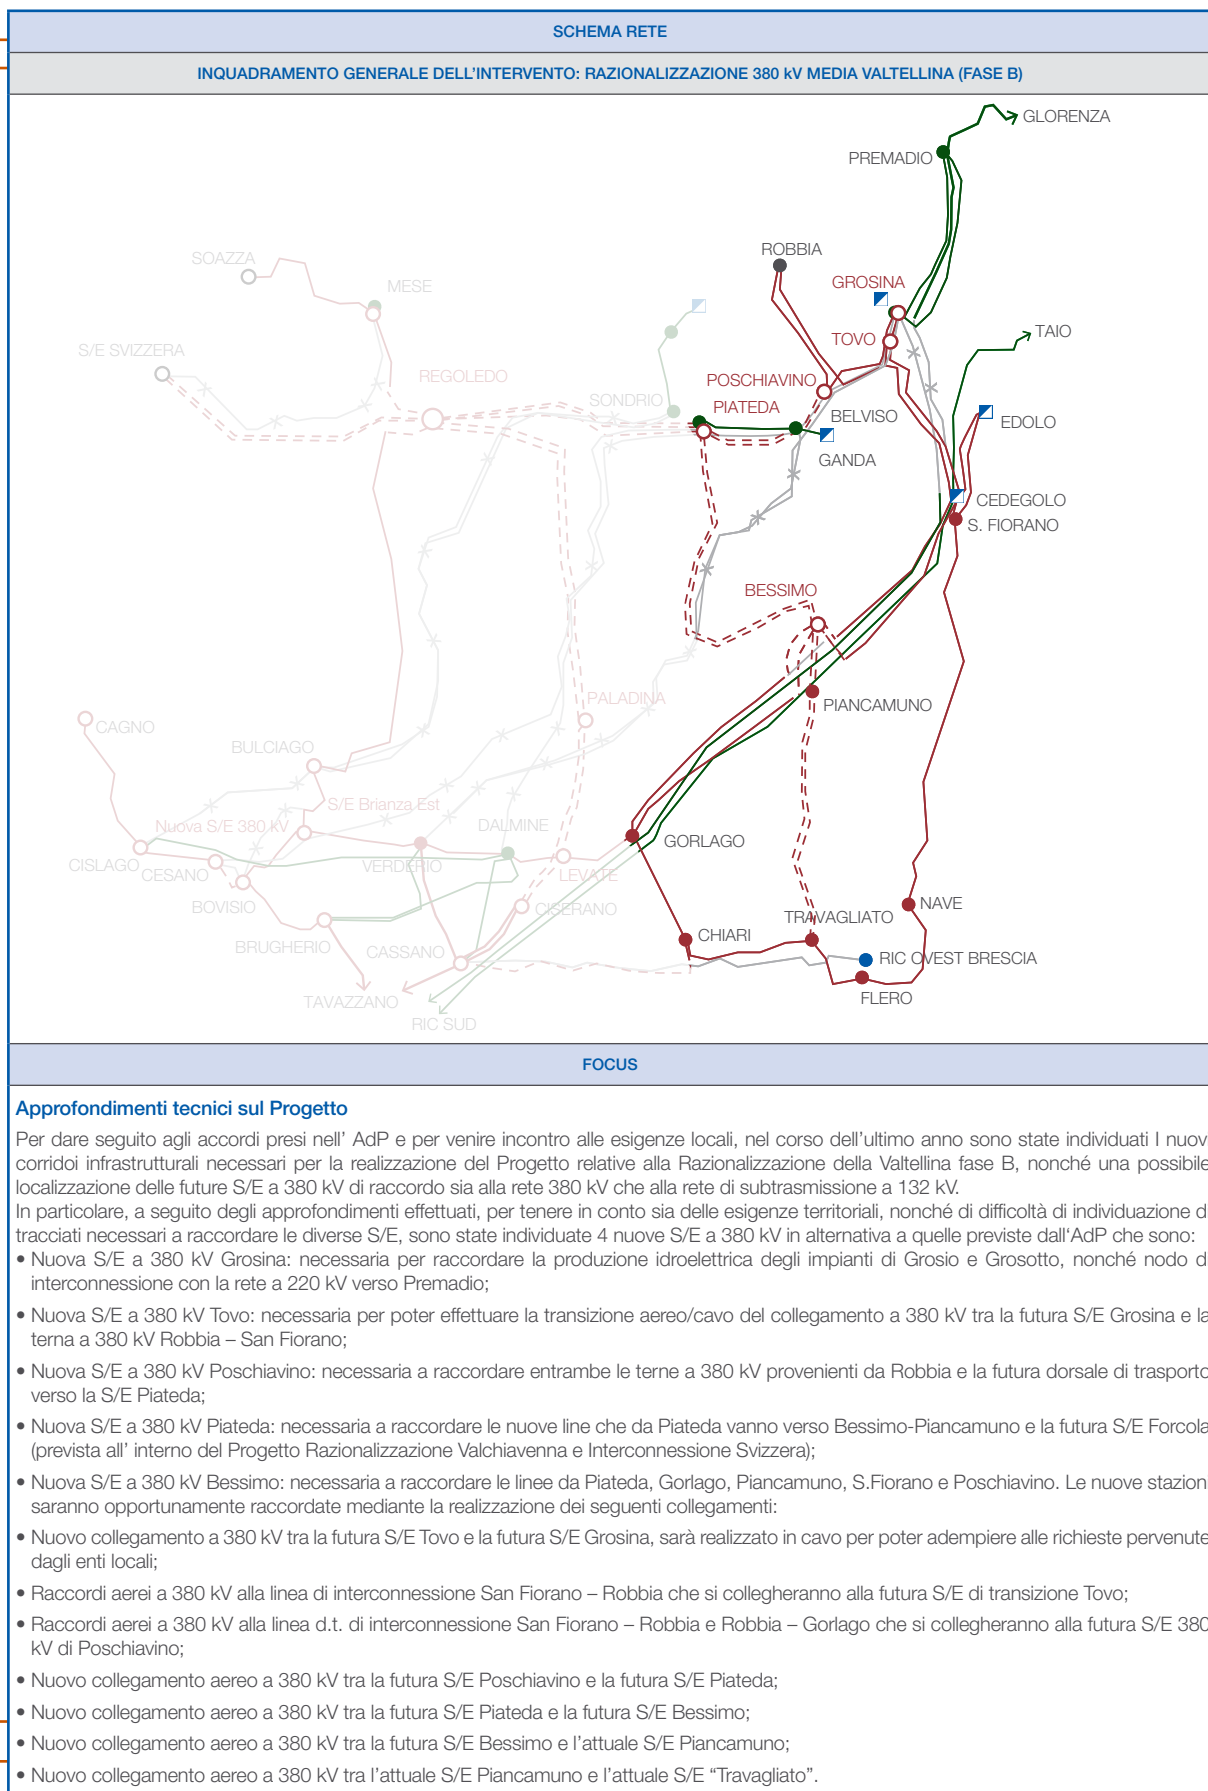 SCHEMA RETE
INQUADRAMENTO GENERALE DELL'INTERVENTO: RAZIONALIZZAZIONE 380 kV MEDIA VALTELLINA (FASE B)
GLORENZA
PREMADIO
ROBBIA
SOAZZA
MESE
GROSINA
TAIO
TOVO
S/E SVIZZERA
REGOLEDO
POSCHIAVINO
SONDRIO
PIATEDA
BELVISO
EDOLO
GANDA
CEDEGOLO
S. FIORANO
BESSIMO
PALADINA
PIANCAMUNO
CAGNO
BULCIAGO
S/E Brianza Est
Nuova S/E 380 kV
DALMINE
GORLAGO
CISLAGO
CESANO
VERDERIO
LEVATE
BOVISIO
CISERANO
TRAVAGLIATO
NAVE
BRUGHERIO
CASSANO
CHIARI
RIC OVEST BRESCIA
TAVAZZANO
FLERO
RIC SUD
FOCUS
Approfondimenti tecnici sul Progetto
Per dare seguito agli accordi presi nell' AdP e per venire incontro alle esigenze locali, nel corso dell'ultimo anno sono state individuati I nuovi
corridoi infrastrutturali necessari per la realizzazione del Progetto relative alla Razionalizzazione della Valtellina fase B, nonché una possibile
localizzazione delle future S/E a 380 kV di raccordo sia alla rete 380 kV che alla rete di subtrasmissione a 132 kV.
In particolare, a seguito degli approfondimenti effettuati, per tenere in conto sia delle esigenze territoriali, nonché di difficoltà di individuazione d
tracciati necessari a raccordare le diverse S/E, sono state individuate 4 nuove S/E a 380 kV in alternativa a quelle previste dall'AdP che sono:
• Nuova S/E a 380 kV Grosina: necessaria per raccordare la produzione idroelettrica degli impianti di Grosio e Grosotto, nonché nodo d
interconnessione con la rete a 220 kV verso Premadio;
• Nuova S/E a 380 kV Tovo: necessaria per poter effettuare la transizione aereo/cavo del collegamento a 380 kV tra la futura S/E Grosina e la
terna a 380 kV Robbia – San Fiorano;
• Nuova S/E a 380 kV Poschiavino: necessaria a raccordare entrambe le terne a 380 kV provenienti da Robbia e la futura dorsale di trasporto
verso la S/E Piateda;
• Nuova S/E a 380 kV Piateda: necessaria a raccordare le nuove line che da Piateda vanno verso Bessimo-Piancamuno e la futura S/E Forcola
(prevista all' interno del Progetto Razionalizzazione Valchiavenna e Interconnessione Svizzera);
• Nuova S/E a 380 kV Bessimo: necessaria a raccordare le linee da Piateda, Gorlago, Piancamuno, S.Fiorano e Poschiavino. Le nuove stazion
saranno opportunamente raccordate mediante la realizzazione dei seguenti collegamenti:
• Nuovo collegamento a 380 kV tra la futura S/E Tovo e la futura S/E Grosina, sarà realizzato in cavo per poter adempiere alle richieste pervenute
dagli enti locali;
• Raccordi aerei a 380 kV alla linea di interconnessione San Fiorano – Robbia che si collegheranno alla futura S/E di transizione Tovo;
• Raccordi aerei a 380 kV alla linea d.t. di interconnessione San Fiorano – Robbia e Robbia – Gorlago che si collegheranno alla futura S/E 380
kV di Poschiavino;
• Nuovo collegamento aereo a 380 kV tra la futura S/E Poschiavino e la futura S/E Piateda;
• Nuovo collegamento aereo a 380 kV tra la futura S/E Piateda e la futura S/E Bessimo;
• Nuovo collegamento aereo a 380 kV tra la futura S/E Bessimo e l'attuale S/E Piancamuno;
• Nuovo collegamento aereo a 380 kV tra l'attuale S/E Piancamuno e l'attuale S/E "Travagliato".